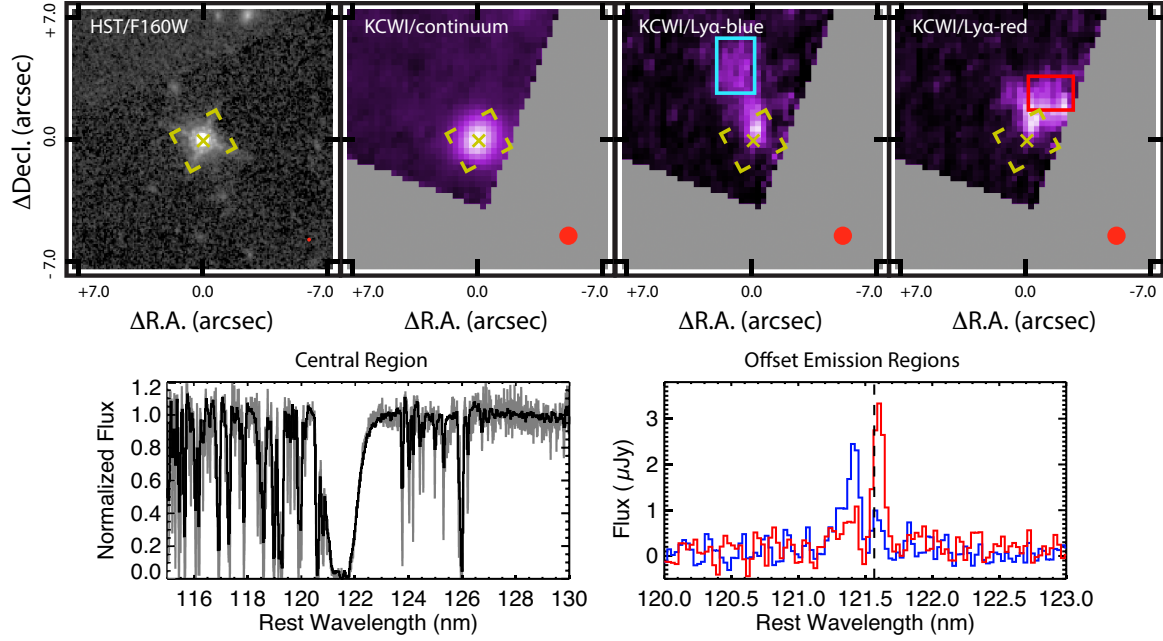 HST/F160W
KCWI/continuum
KCWI/Lyα-blue
KCWI/Lyα-red
ΔDecl. (arcsec)
+7.0
0.0
-7.0
+7.0 0.0 -7.0
+7.0 0.0 -7.0
+7.0 0.0 -7.0
+7.0 0.0 -7.0
ΔR.A. (arcsec)
ΔR.A. (arcsec)
ΔR.A. (arcsec)
ΔR.A. (arcsec)
Central Region
Normalized Flux
1.2
1.0
0.8
0.6
0.4
0.2
0.0
116 118 120 122 124 126 128 130
Rest Wavelength (nm)
Offset Emission Regions
Flux (μJy)
3
2
1
0
120.0 120.5 121.0 121.5 122.0 122.5 123.0
Rest Wavelength (nm)